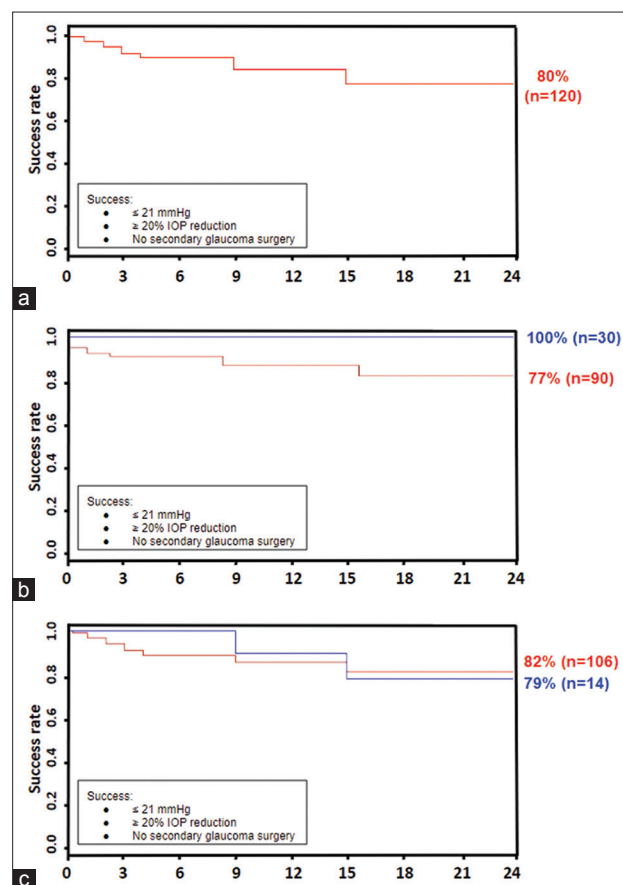 1.0
0.8
0.6
0.4
0.2
0.0
Success rate
80%
(n=120)
Success:
● ≤ 21 mmHg
● ≥ 20% IOP reduction
● No secondary glaucoma surgery
0 3 6 9 12 15 18 21 24
a
1.0
0.8
0.6
0.4
0.2
0.0
Success rate
100% (n=30)
77% (n=90)
Success:
● ≤ 21 mmHg
● ≥ 20% IOP reduction
● No secondary glaucoma surgery
0 3 6 9 12 15 18 21 24
b
1.0
0.8
0.6
0.4
0.2
0.0
Success rate
82% (n=106)
79% (n=14)
Success:
● ≤ 21 mmHg
● ≥ 20% IOP reduction
● No secondary glaucoma surgery
0 3 6 9 12 15 18 21 24
c